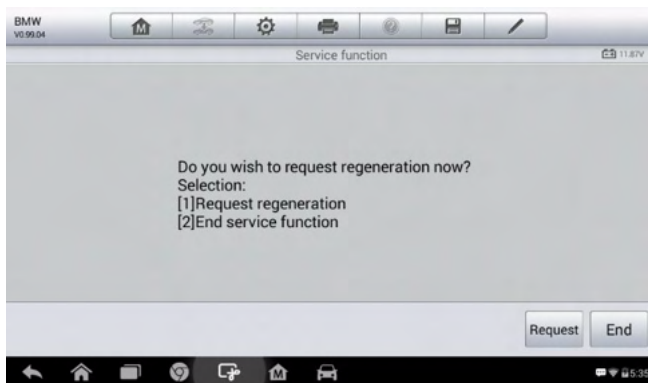 BMW
V0.99.04
Service function
11.87V
Do you wish to request regeneration now?
Selection:
[1]Request regeneration
[2]End service function
Request
End
5:35